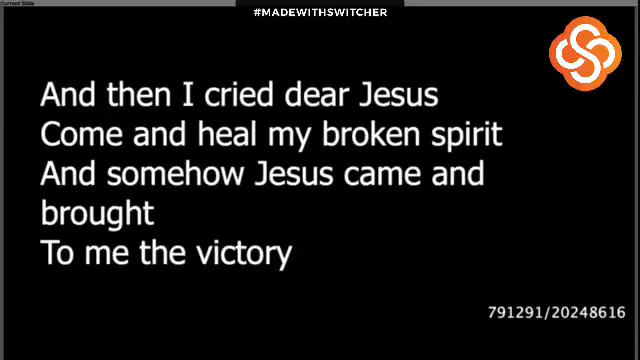 Current Slide
#MADEWITHSWITCHER
And then I cried dear Jesus
Come and heal my broken spirit
And somehow Jesus came and
brought
To me the victory
791291/20248616